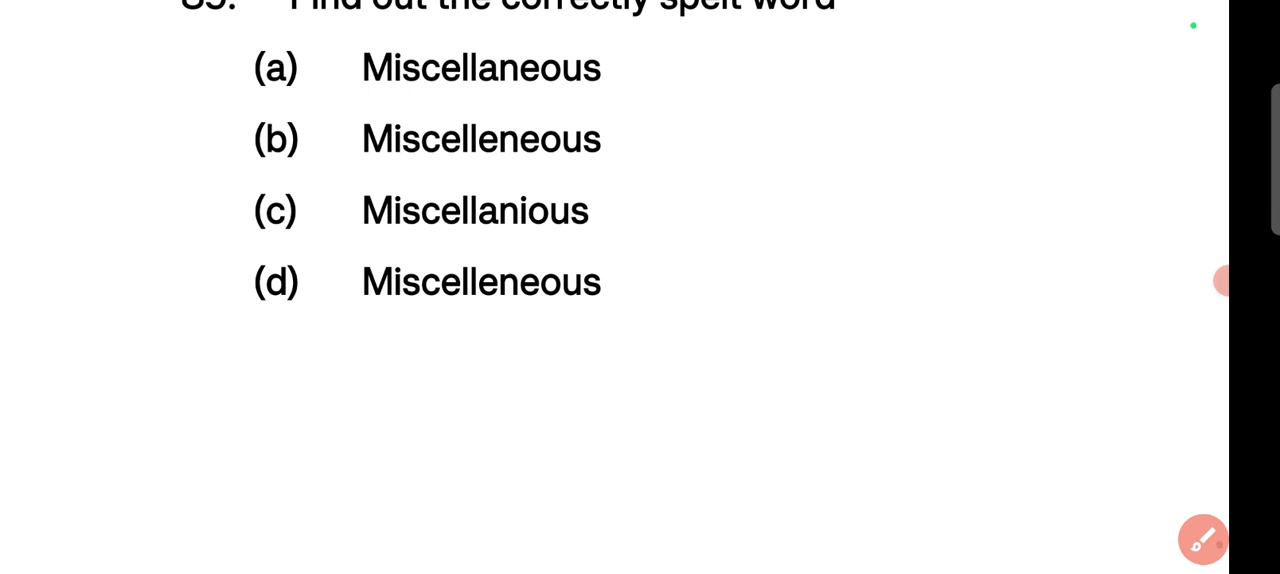 Find out the correctly spelt word
(a) Miscellaneous
(b) Miscelleneous
(c) Miscellanious
(d) Miscelleneous